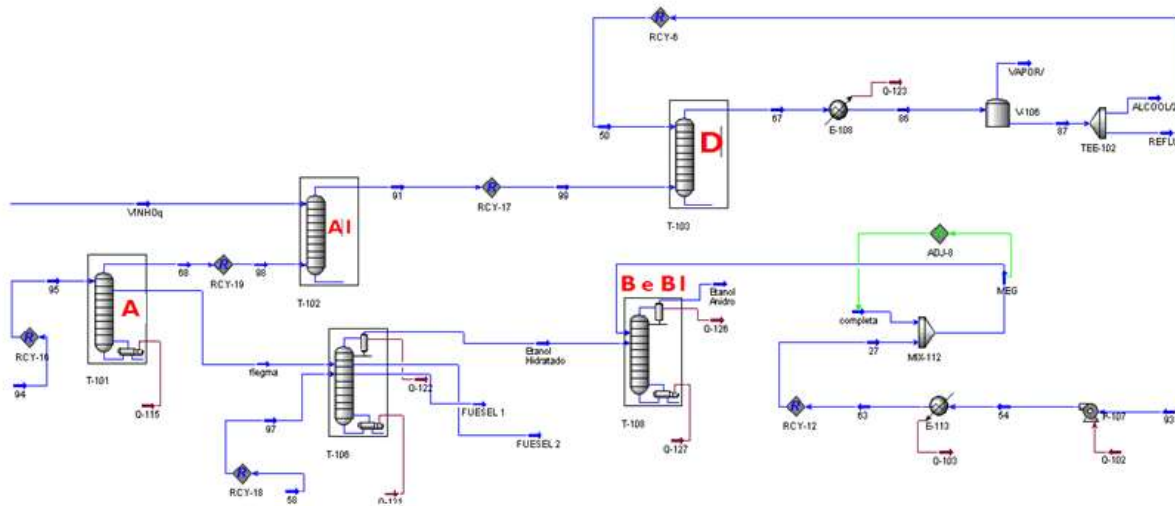 RCY-6
VAPOR/
Q-123
ALCOOL/2
67
86
50
E-108
V-106
87
TEE-102
D
91
99
RCY-17
VINHOq
AI
T-103
68
98
RCY-19
T-102
95
A
B e BI
Etanol
Anidro
ADJ-8
MEG
Q-126
completa
RCY-16
T-101
94
flegma
Etanol
Hidratado
27
MIX-112
Q-115
Q-122
FUESEL 1
97
FUESEL 2
T-106
T-108
63
54
P-107
93
RCY-12
E-113
Q-127
Q-103
Q-102
RCY-18
58
Q-121